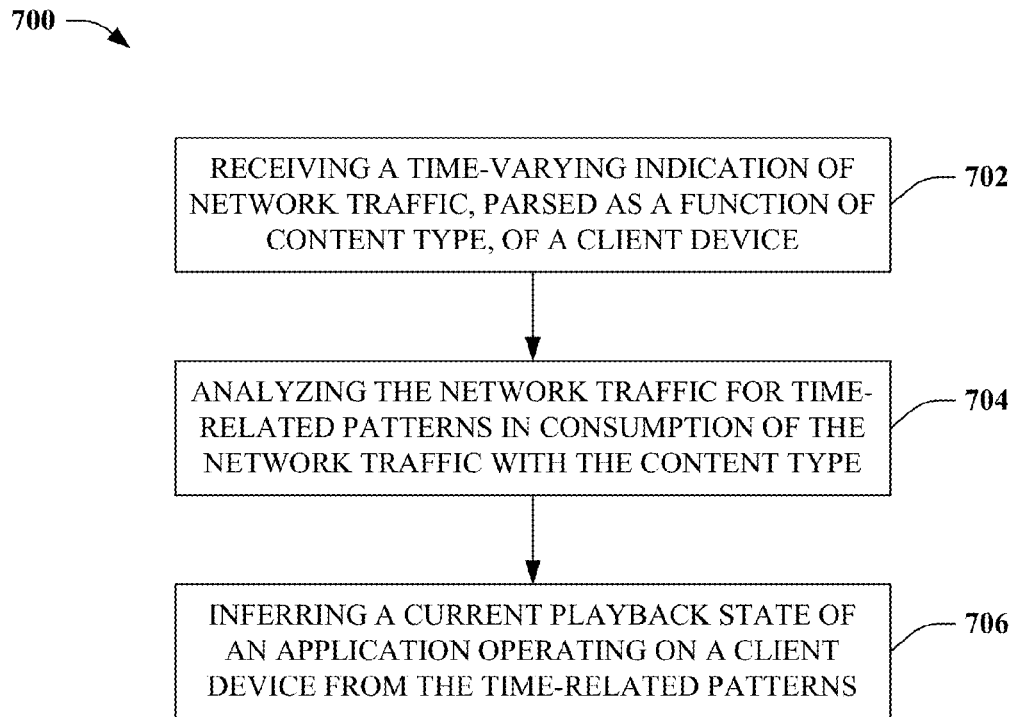 700
RECEIVING A TIME-VARYING INDICATION OF
NETWORK TRAFFIC, PARSED AS A FUNCTION OF
CONTENT TYPE, OF A CLIENT DEVICE
702
ANALYZING THE NETWORK TRAFFIC FOR TIME-
RELATED PATTERNS IN CONSUMPTION OF THE
NETWORK TRAFFIC WITH THE CONTENT TYPE
704
INFERRING A CURRENT PLAYBACK STATE OF
AN APPLICATION OPERATING ON A CLIENT
DEVICE FROM THE TIME-RELATED PATTERNS
706